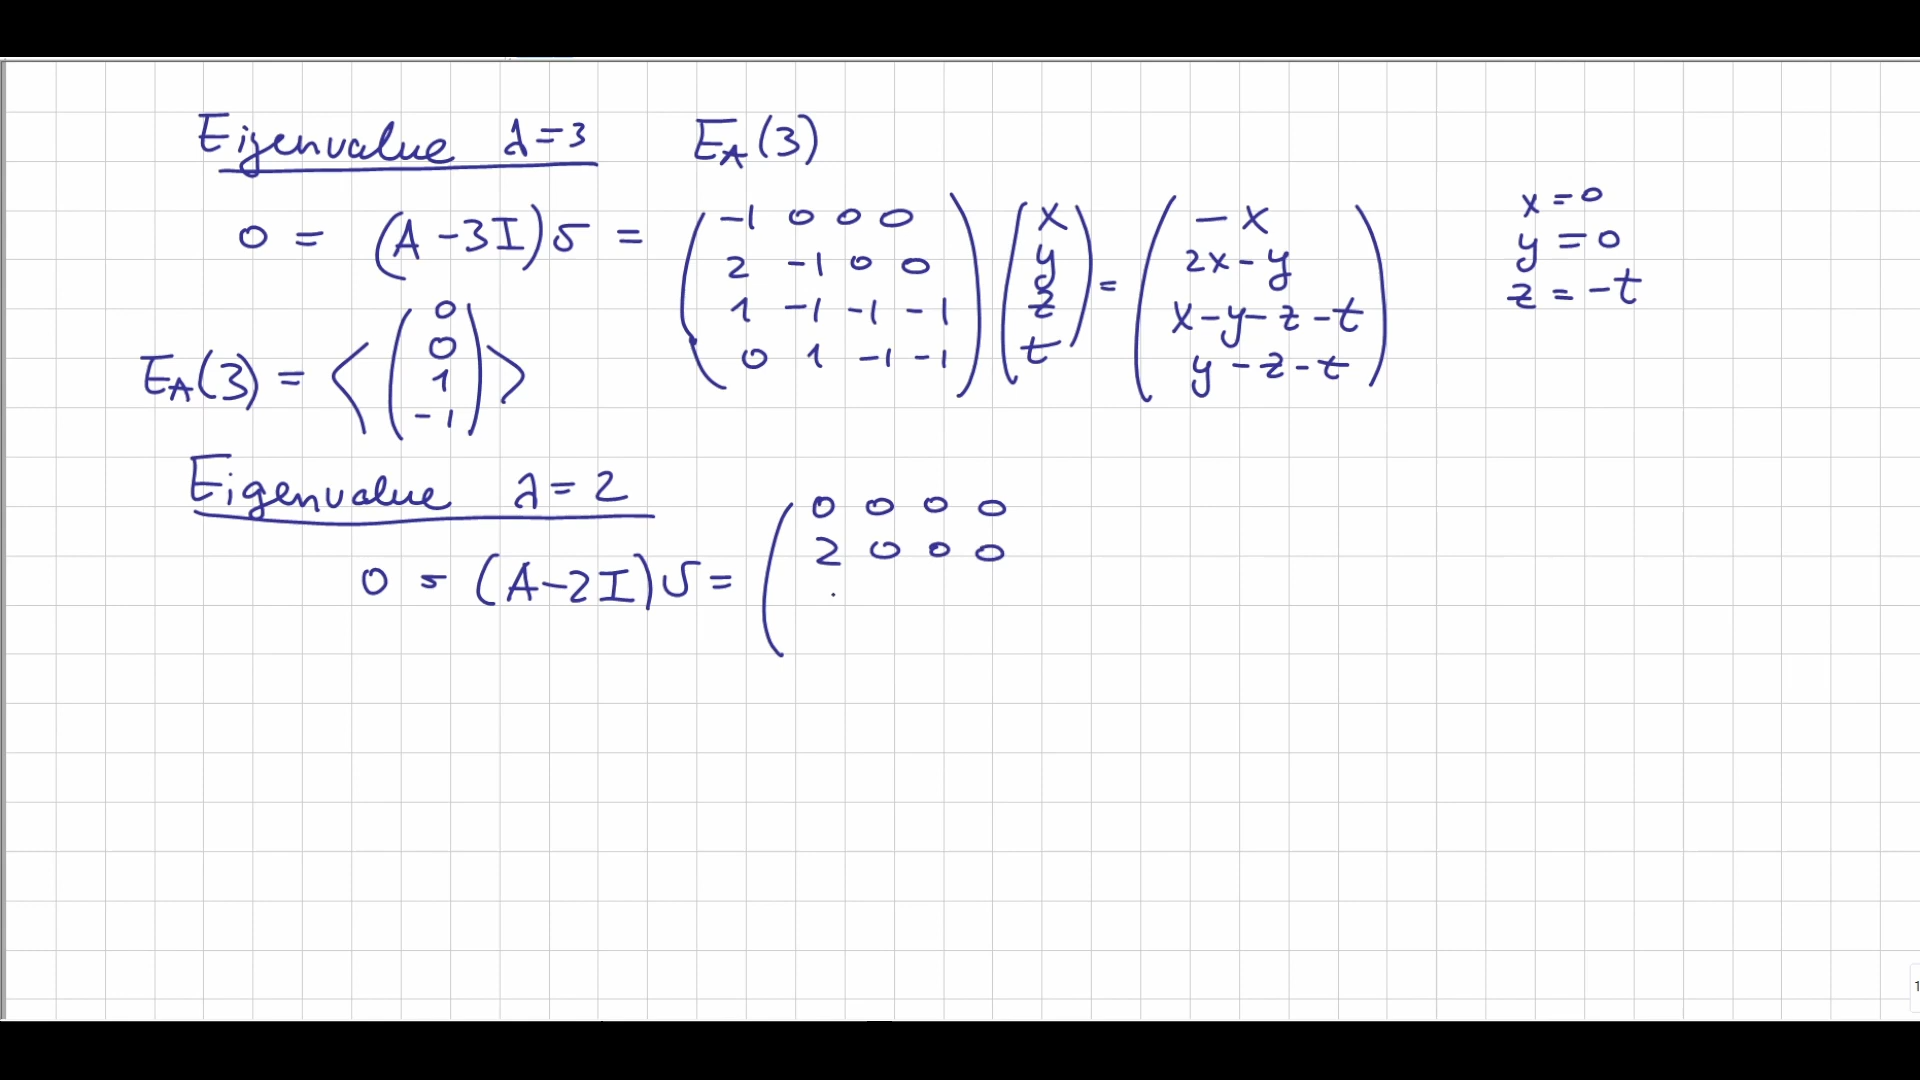 Eigenvalue λ=3 E_A(3)
0 = (A-3I)v = (-1 0 0 0 / 2 -1 0 0 / 1 -1 -1 -1 / 0 1 -1 -1) (x / y / z / t) = (-x / 2x-y / x-y-z-t / y-z-t)
x=0
y=0
z=-t
E_A(3) = <(0 / 0 / 1 / -1)>
Eigenvalue λ=2
0 = (A-2I)v = (0 0 0 0 / 2 0 0 0
1